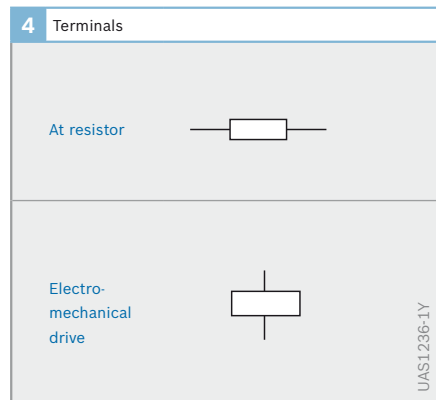 4 Terminals
At resistor
Electro-
mechanical
drive
UAS1236-1Y